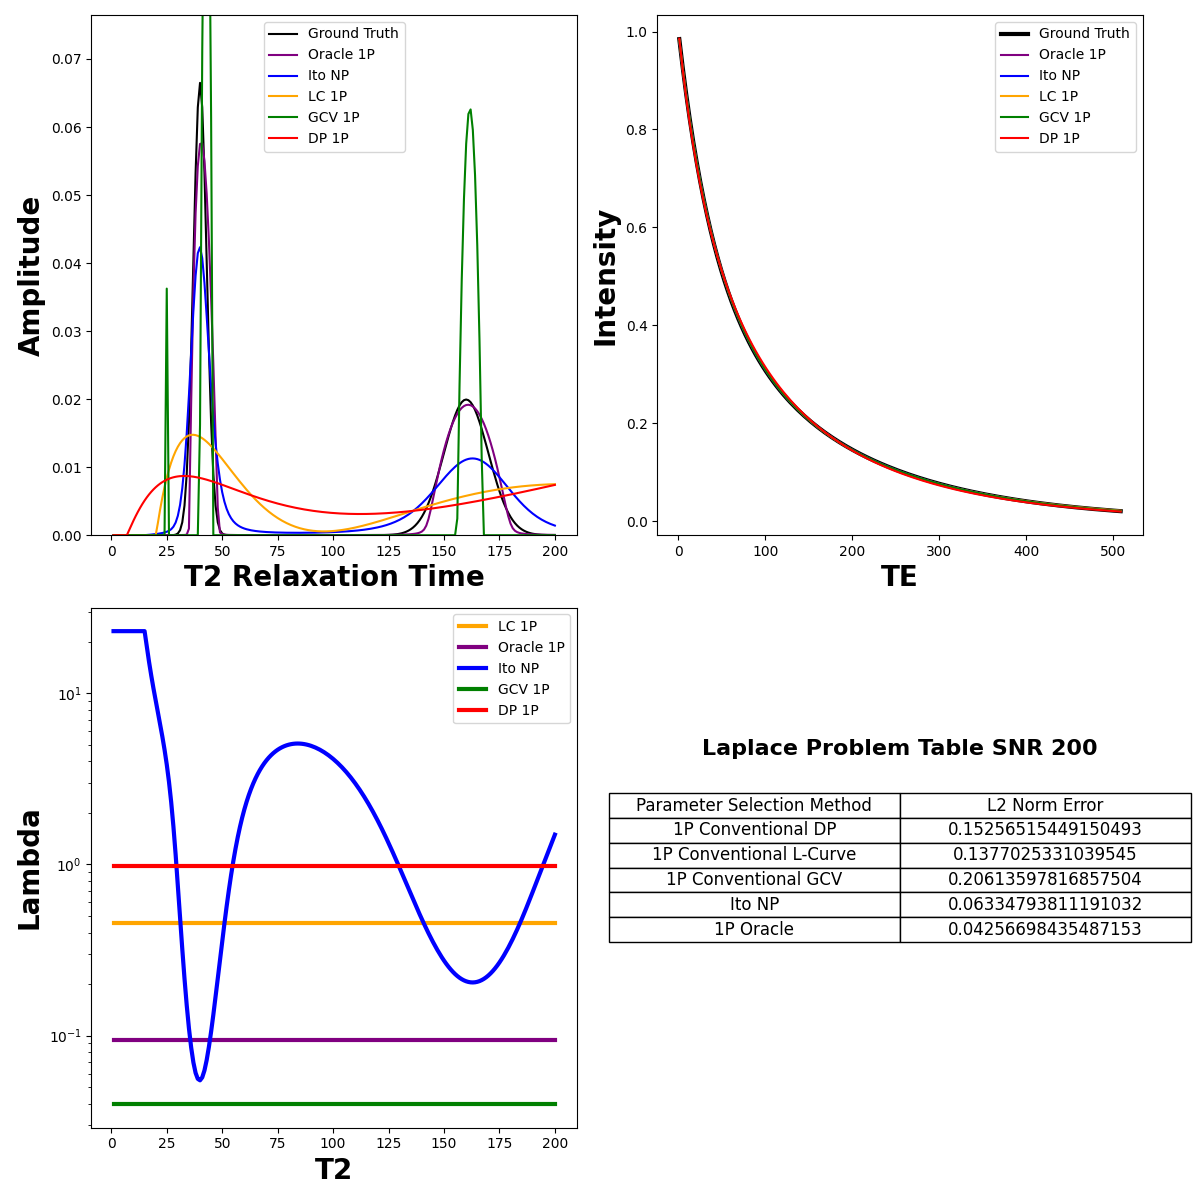 Amplitude
0.07
0.06
0.05
0.04
0.03
0.02
0.01
0.00
Ground Truth
Oracle 1P
Ito NP
LC 1P
GCV 1P
DP 1P
0 25 50 75 100 125 150 175 200
T2 Relaxation Time
Intensity
1.0
0.8
0.6
0.4
0.2
0.0
Ground Truth
Oracle 1P
Ito NP
LC 1P
GCV 1P
DP 1P
0 100 200 300 400 500
TE
Lambda
10^1
10^0
10^-1
LC 1P
Oracle 1P
Ito NP
GCV 1P
DP 1P
0 25 50 75 100 125 150 175 200
T2
Laplace Problem Table SNR 200
Parameter Selection Method L2 Norm Error
1P Conventional DP 0.15256515449150493
1P Conventional L-Curve 0.1377025331039545
1P Conventional GCV 0.20613597816857504
Ito NP 0.06334793811191032
1P Oracle 0.04256698435487153